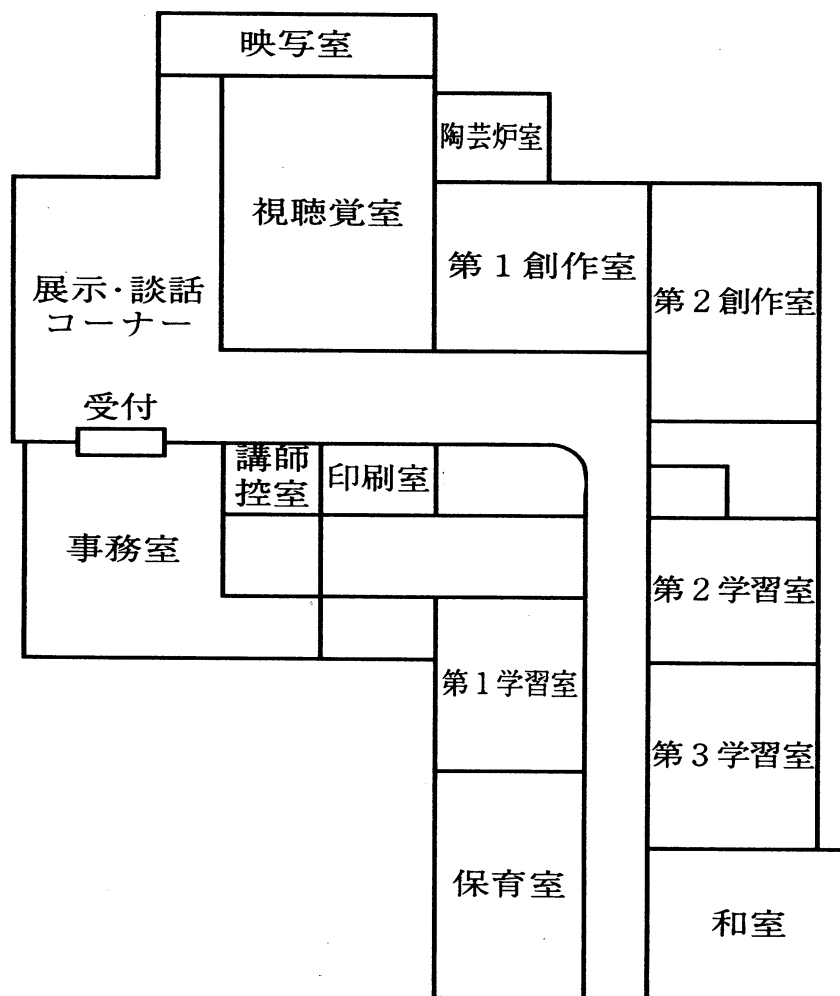 映写室
陶芸炉室
視聴覚室
第1創作室
第2創作室
展示・談話
コーナー
受付
講師
控室
印刷室
事務室
第2学習室
第1学習室
第3学習室
保育室
和室